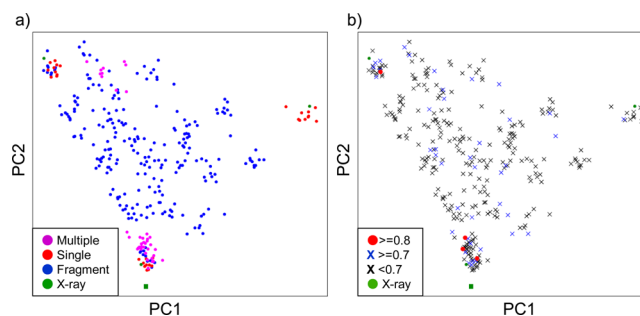 a)
PC2
Multiple
Single
Fragment
X-ray
PC1
b)
PC2
>=0.8
X >=0.7
X <0.7
X-ray
PC1